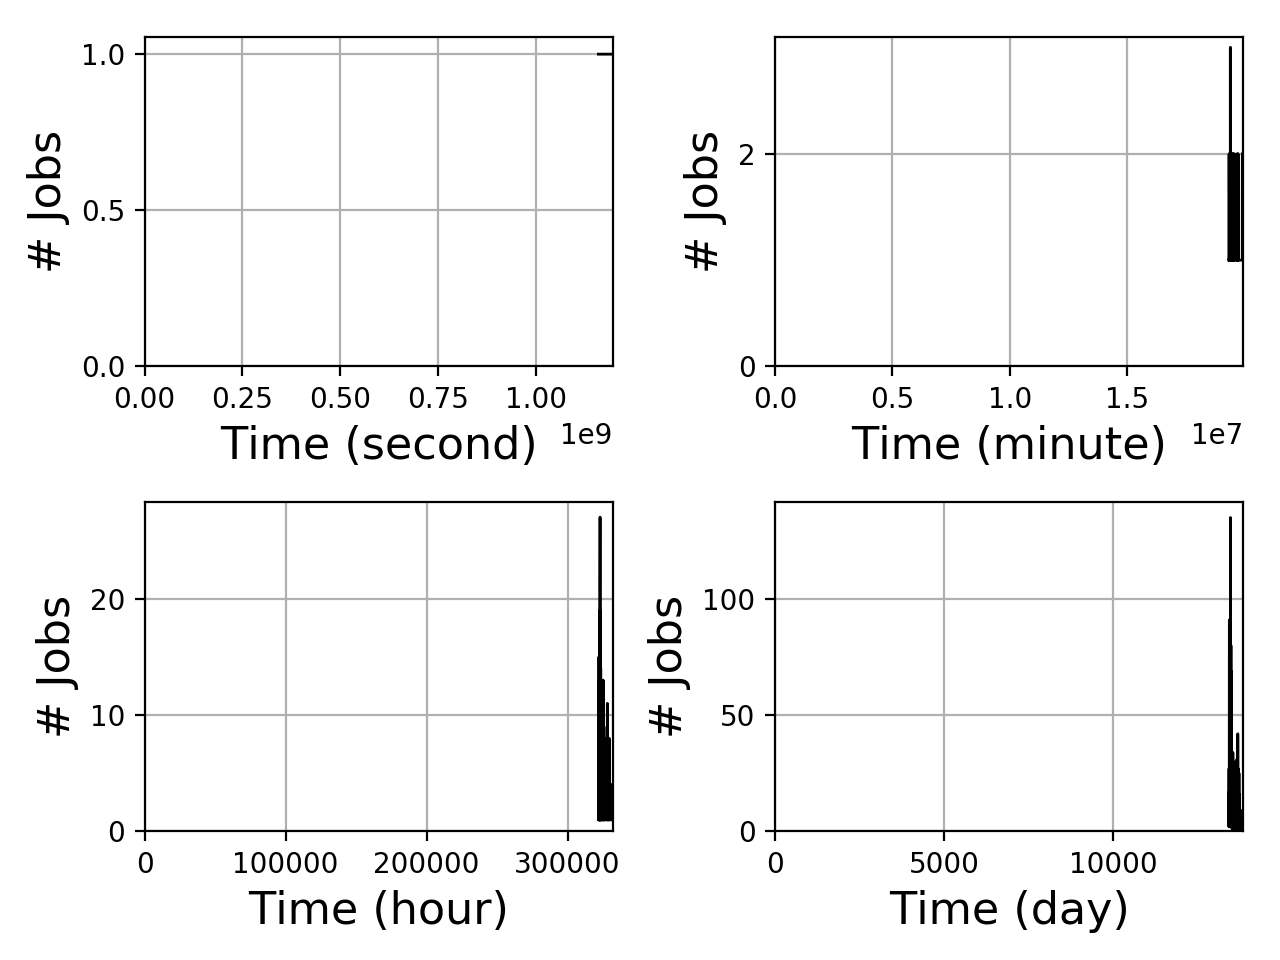 # Jobs
1.0
0.5
0.0
0.00 0.25 0.50 0.75 1.00
Time (second) 1e9
# Jobs
2
0
0.0 0.5 1.0 1.5
Time (minute) 1e7
# Jobs
20
10
0
0 100000 200000 300000
Time (hour)
# Jobs
100
50
0
0 5000 10000
Time (day)